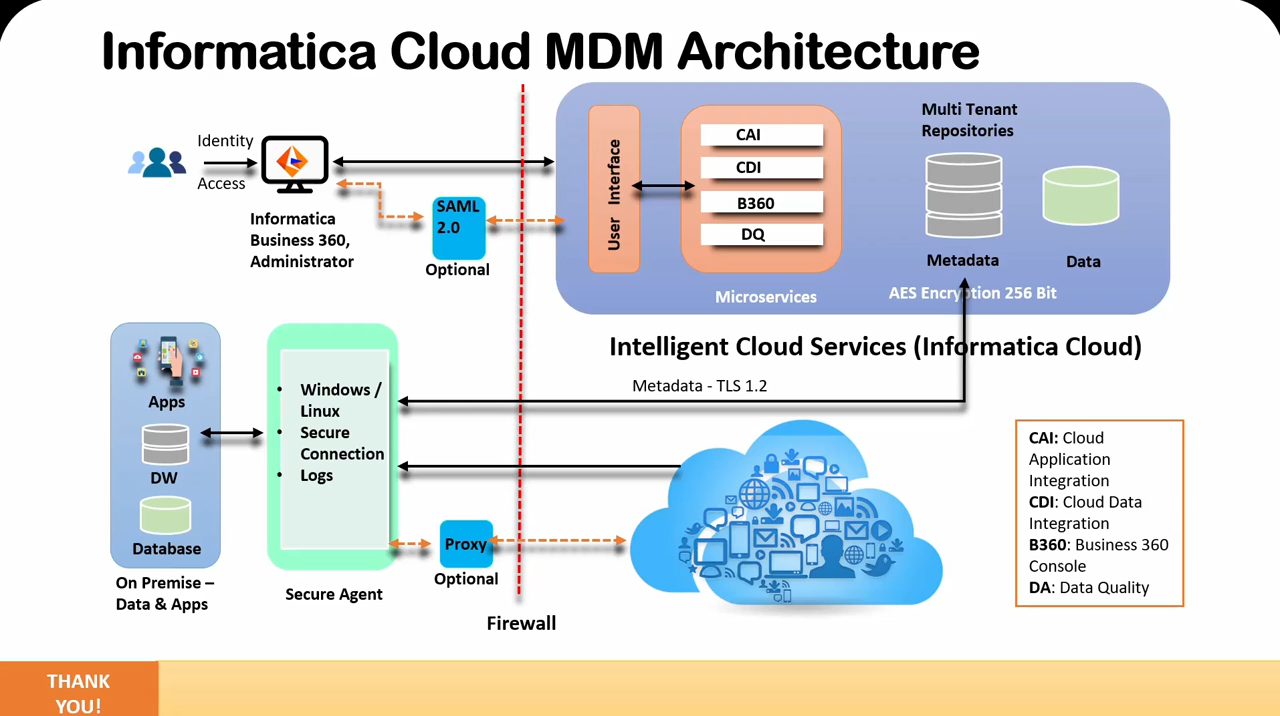 Informatica Cloud MDM Architecture
Identity
Access
Informatica
Business 360,
Administrator
SAML
2.0
Optional
User Interface
CAI
CDI
B360
DQ
Microservices
Multi Tenant
Repositories
Metadata
Data
AES Encryption 256 Bit
Intelligent Cloud Services (Informatica Cloud)
Metadata - TLS 1.2
Apps
DW
Database
On Premise –
Data & Apps
• Windows /
Linux
• Secure
Connection
• Logs
Secure Agent
Proxy
Optional
Firewall
CAI: Cloud
Application
Integration
CDI: Cloud Data
Integration
B360: Business 360
Console
DA: Data Quality
THANK
YOU!